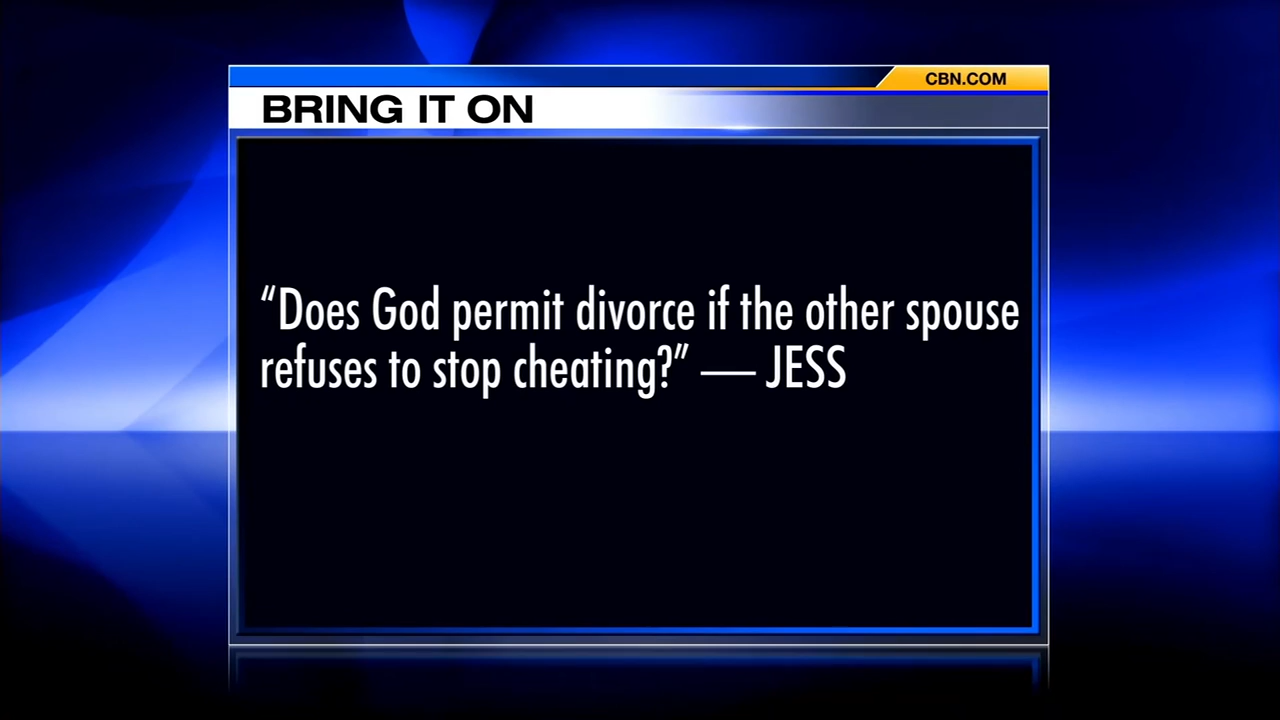 CBN.COM
BRING IT ON
“Does God permit divorce if the other spouse
refuses to stop cheating?” — JESS